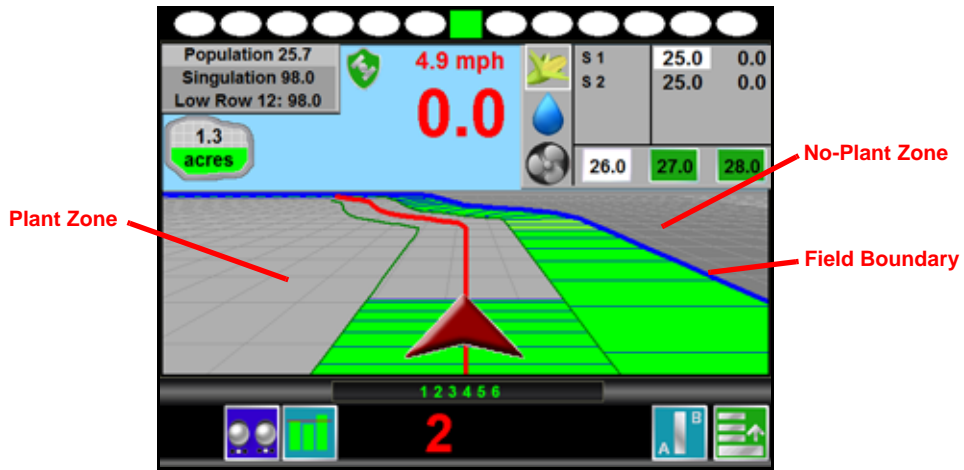 Population 25.7
Singulation 98.0
Low Row 12: 98.0
1.3
acres
4.9 mph
0.0
S 1 25.0 0.0
S 2 25.0 0.0
26.0 27.0 28.0
No-Plant Zone
Plant Zone
Field Boundary
1 2 3 4 5 6
2
A B